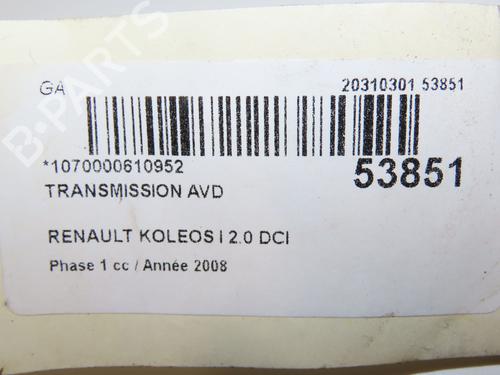 GA 20310301 53851
*1070000610952 53851
TRANSMISSION AVD
RENAULT KOLEOS I 2.0 DCI
Phase 1 cc / Année 2008
B-PARTS